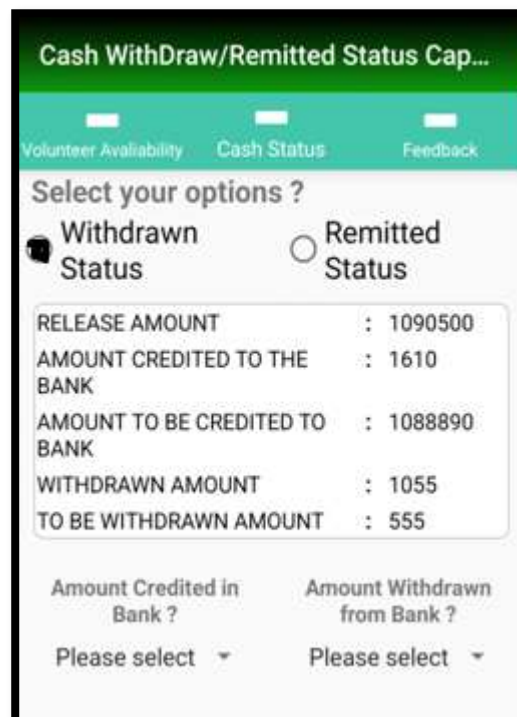 Cash WithDraw/Remitted Status Cap...
Volunteer Avaliability Cash Status Feedback
Select your options ?
Withdrawn Status
Remitted Status
RELEASE AMOUNT : 1090500
AMOUNT CREDITED TO THE : 1610
BANK
AMOUNT TO BE CREDITED TO : 1088890
BANK
WITHDRAWN AMOUNT : 1055
TO BE WITHDRAWN AMOUNT : 555
Amount Credited in
Bank ?
Amount Withdrawn
from Bank ?
Please select Please select